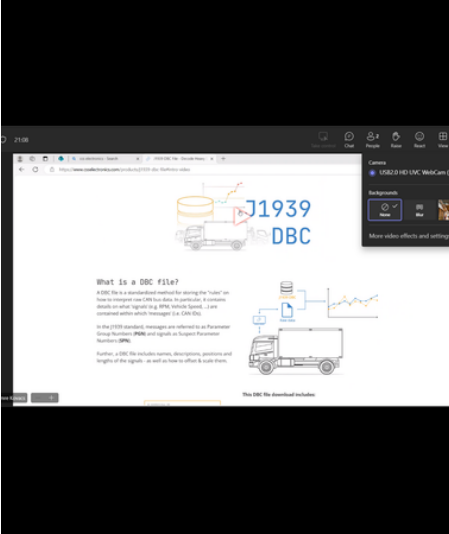 21:08
Chat
People
Raise
React
View
Camera
USB2.0 HD UVC WebCam (
Backgrounds
None
Blur
More video effects and setting
J1939
DBC
What is a DBC file?
A DBC file is a standardized method for storing the "rules" on
how to interpret raw CAN bus data. In particular, it contains
details on what 'signals' (e.g. RPM, Vehicle Speed, ...) are
contained within which 'messages' (i.e. CAN IDs).
In the J1939 standard, messages are referred to as Parameter
Group Numbers (PGN) and signals as Suspect Parameter
Numbers (SPN).
Further, a DBC file includes names, descriptions, positions and
lengths of the signals - as well as how to offset & scale them.
This DBC file download includes: